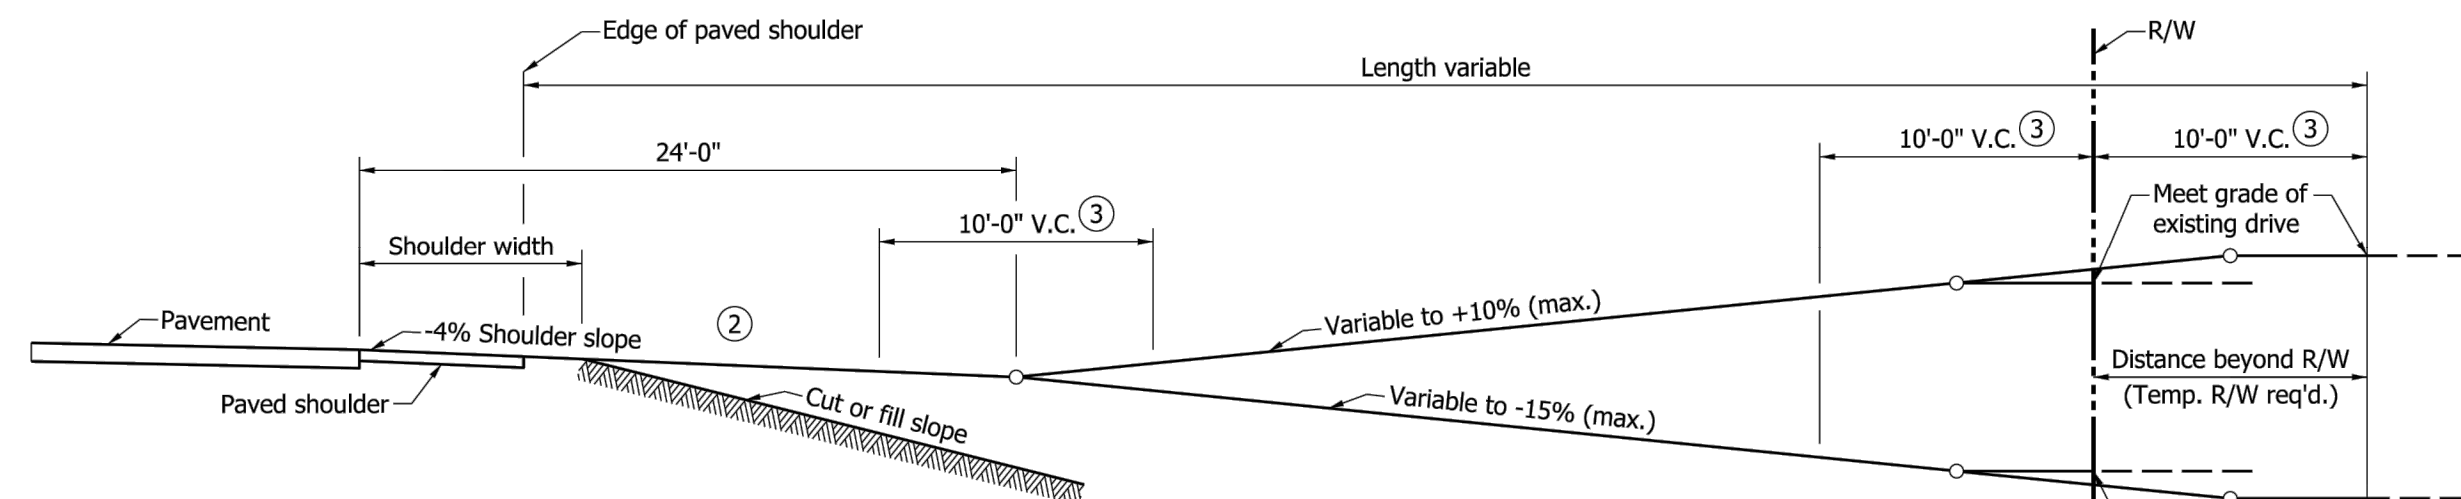 Edge of paved shoulder
R/W
Length variable
10'-0" V.C. 3
10'-0" V.C. 3
24'-0"
Meet grade of
existing drive
10'-0" V.C. 3
Shoulder width
Pavement
-4% Shoulder slope
2
Variable to +10% (max.)
Distance beyond R/W
(Temp. R/W req'd.)
Paved shoulder
Cut or fill slope
Variable to -15% (max.)